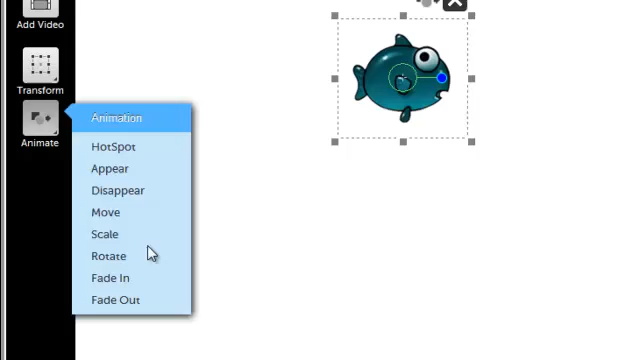 Add Video
Transform
Animate
Animation
HotSpot
Appear
Disappear
Move
Scale
Rotate
Fade In
Fade Out